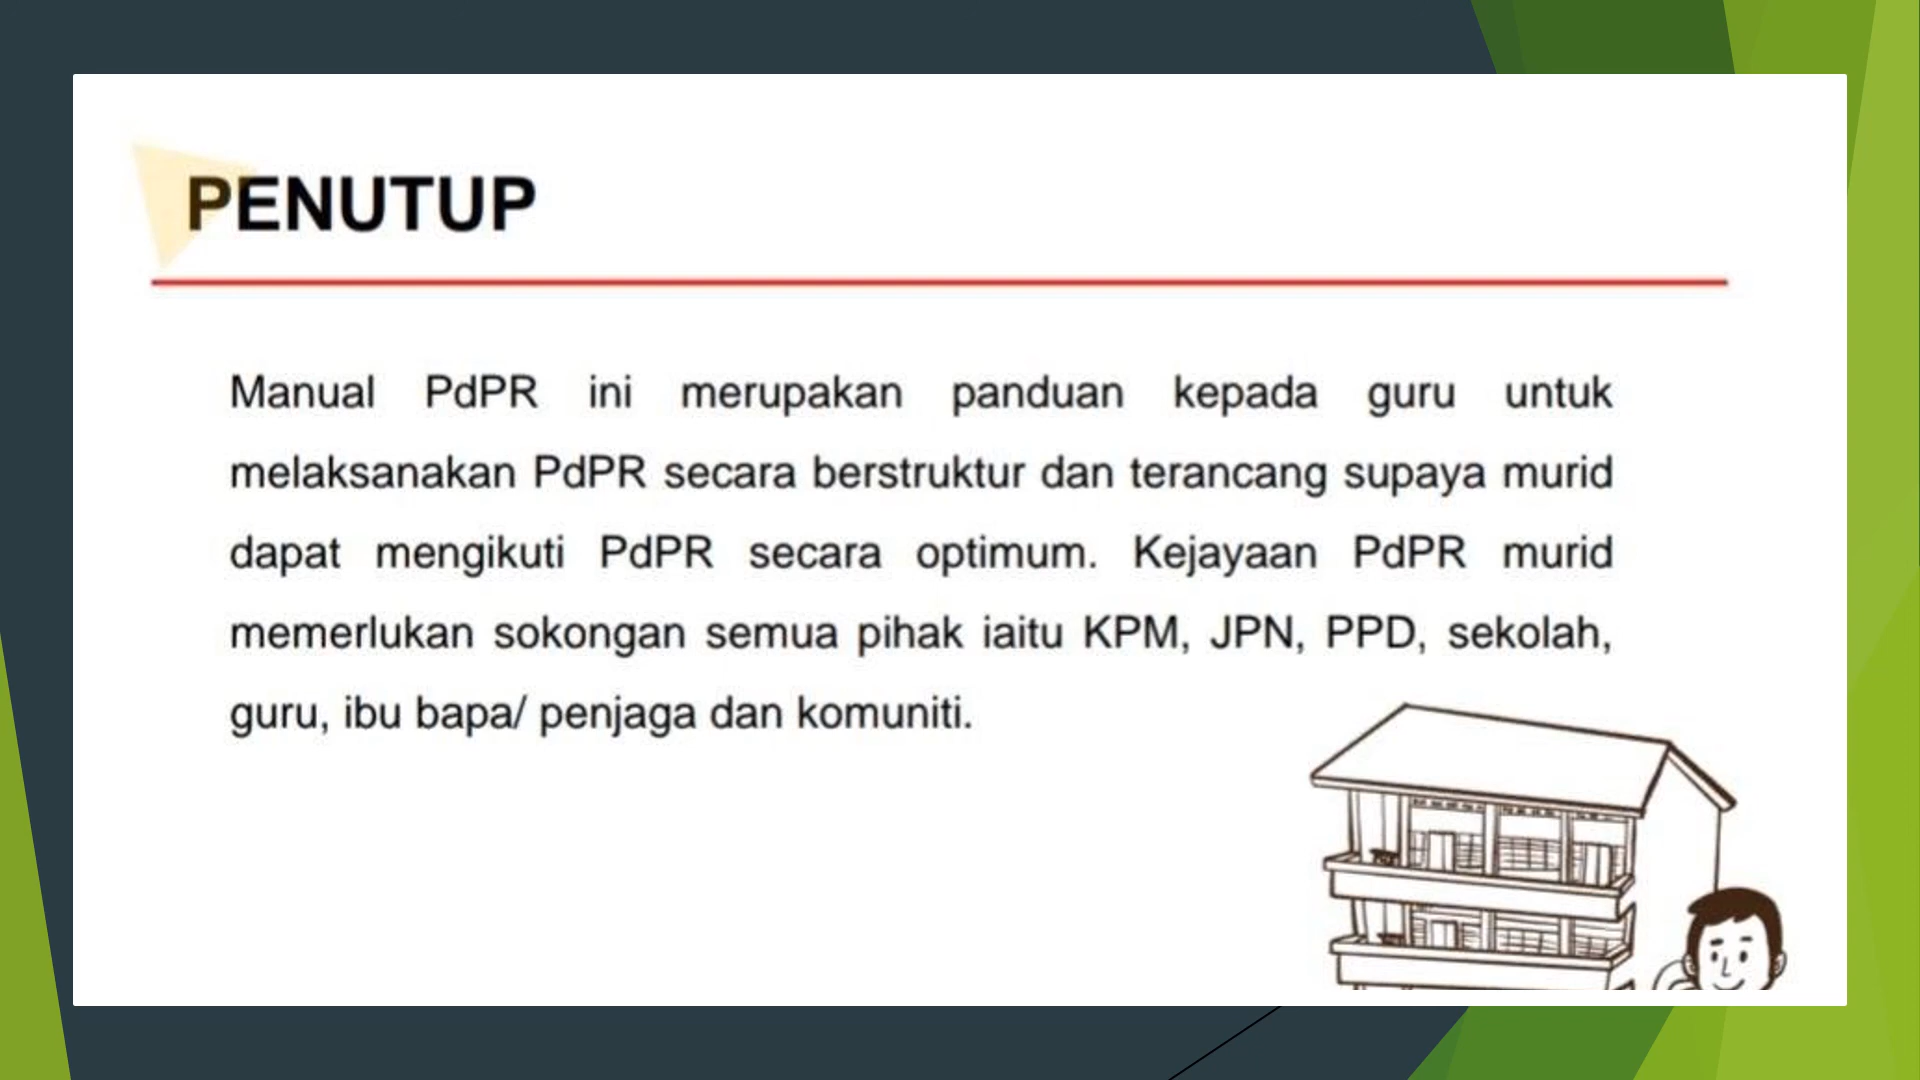 PENUTUP
Manual PdPR ini merupakan panduan kepada guru untuk
melaksanakan PdPR secara berstruktur dan terancang supaya murid
dapat mengikuti PdPR secara optimum. Kejayaan PdPR murid
memerlukan sokongan semua pihak iaitu KPM, JPN, PPD, sekolah,
guru, ibu bapa/ penjaga dan komuniti.